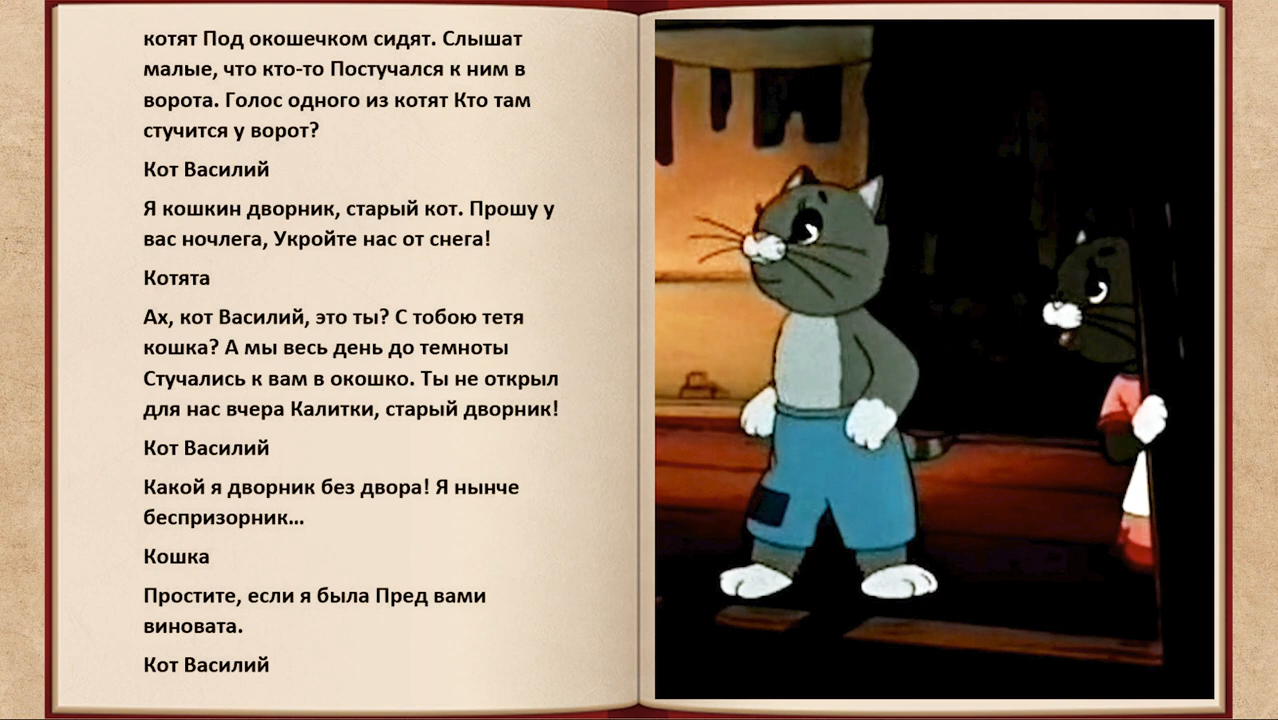 котят Под окошечком сидят. Слышат
малые, что кто-то Постучался к ним в
ворота. Голос одного из котят Кто там
стучится у ворот?
Кот Василий
Я кошкин дворник, старый кот. Прошу у
вас ночлега, Укройте нас от снега!
Котята
Ах, кот Василий, это ты? С тобою тетя
кошка? А мы весь день до темноты
Стучались к вам в окошко. Ты не открыл
для нас вчера Калитки, старый дворник!
Кот Василий
Какой я дворник без двора! Я нынче
беспризорник...
Кошка
Простите, если я была Пред вами
виновата.
Кот Василий